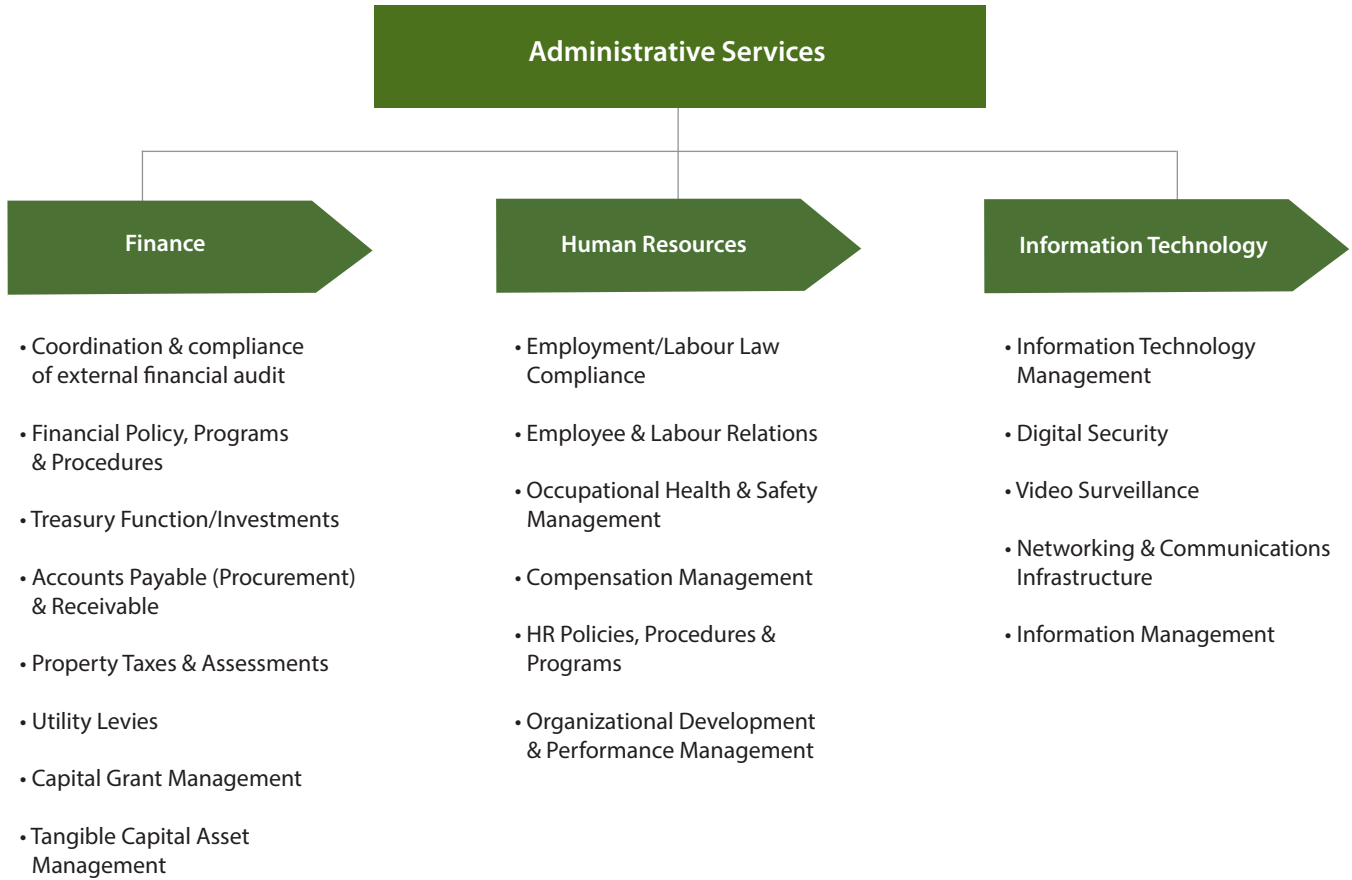 Administrative Services
Finance
• Coordination & compliance
of external financial audit
• Financial Policy, Programs
& Procedures
• Treasury Function/Investments
• Accounts Payable (Procurement)
& Receivable
• Property Taxes & Assessments
• Utility Levies
• Capital Grant Management
• Tangible Capital Asset
Management
Human Resources
• Employment/Labour Law
Compliance
• Employee & Labour Relations
• Occupational Health & Safety
Management
• Compensation Management
• HR Policies, Procedures &
Programs
• Organizational Development
& Performance Management
Information Technology
• Information Technology
Management
• Digital Security
• Video Surveillance
• Networking & Communications
Infrastructure
• Information Management